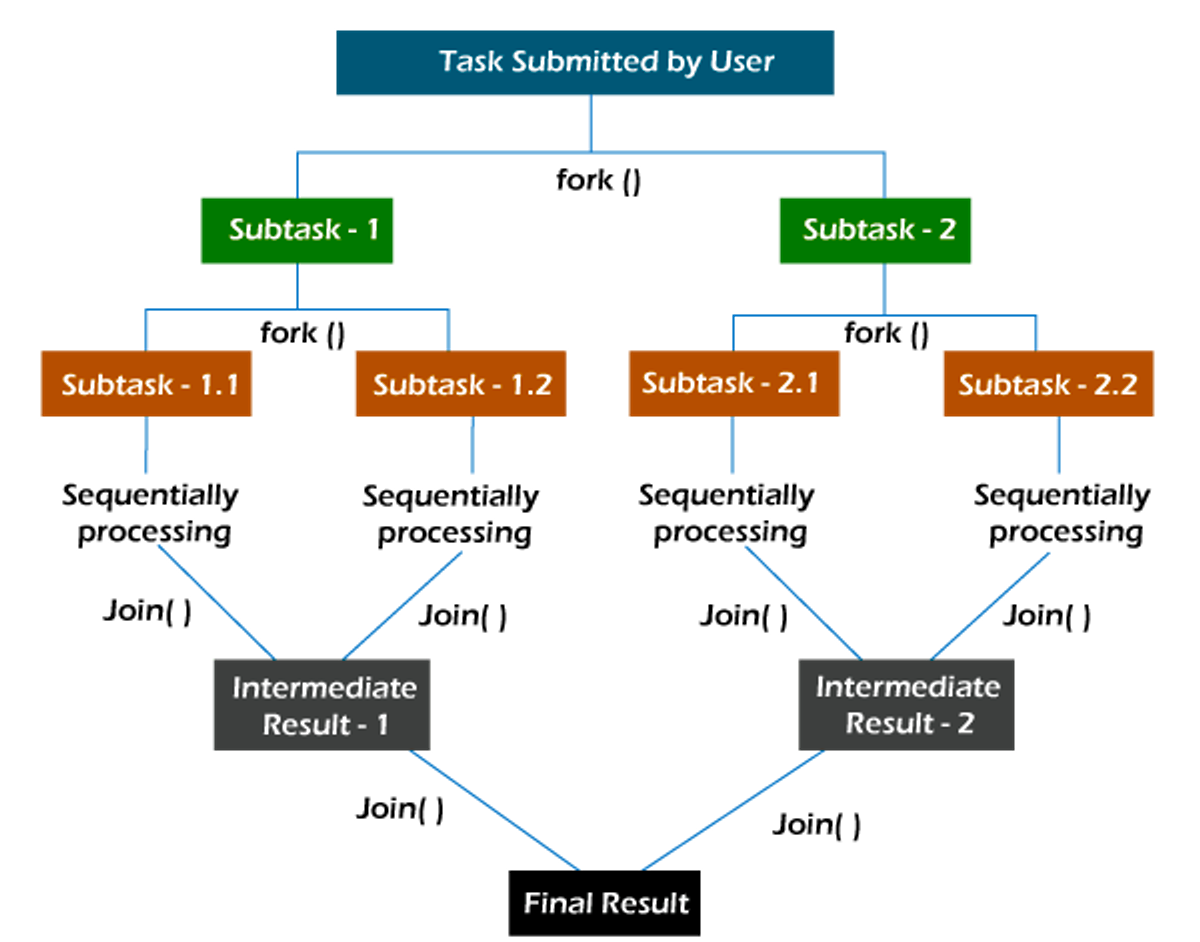 Task Submitted by User
fork ()
Subtask - 1
Subtask - 2
fork ()
fork ()
Subtask - 1.1
Subtask - 1.2
Subtask - 2.1
Subtask - 2.2
Sequentially
processing
Sequentially
processing
Sequentially
processing
Sequentially
processing
Join( )
Join( )
Join( )
Join( )
Intermediate
Result - 1
Intermediate
Result - 2
Join( )
Join( )
Final Result